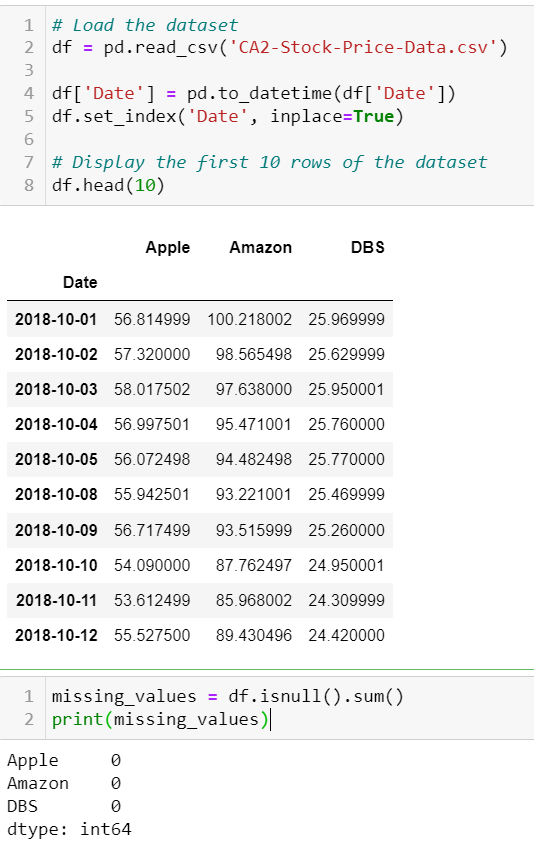 1 # Load the dataset
2 df = pd.read_csv('CA2-Stock-Price-Data.csv')
3
4 df['Date'] = pd.to_datetime(df['Date'])
5 df.set_index('Date', inplace=True)
6
7 # Display the first 10 rows of the dataset
8 df.head(10)
Apple Amazon DBS
Date
2018-10-01 56.814999 100.218002 25.969999
2018-10-02 57.320000 98.565498 25.629999
2018-10-03 58.017502 97.638000 25.950001
2018-10-04 56.997501 95.471001 25.760000
2018-10-05 56.072498 94.482498 25.770000
2018-10-08 55.942501 93.221001 25.469999
2018-10-09 56.717499 93.515999 25.260000
2018-10-10 54.090000 87.762497 24.950001
2018-10-11 53.612499 85.968002 24.309999
2018-10-12 55.527500 89.430496 24.420000
1 missing_values = df.isnull().sum()
2 print(missing_values)
Apple 0
Amazon 0
DBS 0
dtype: int64